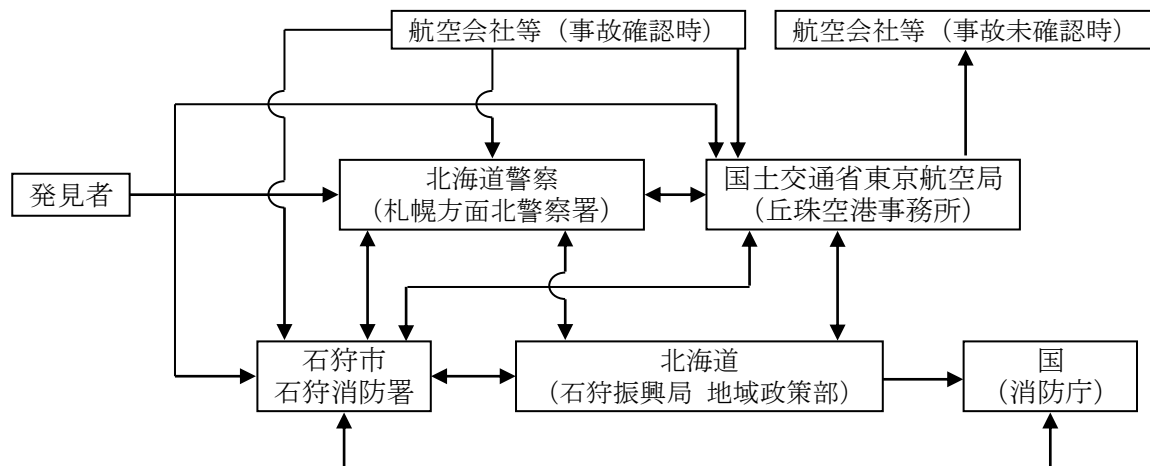 航空会社等（事故確認時）
航空会社等（事故未確認時）
発見者
北海道警察
（札幌方面北警察署）
国土交通省東京航空局
（丘珠空港事務所）
石狩市
石狩消防署
北海道
（石狩振興局 地域政策部）
国
（消防庁）